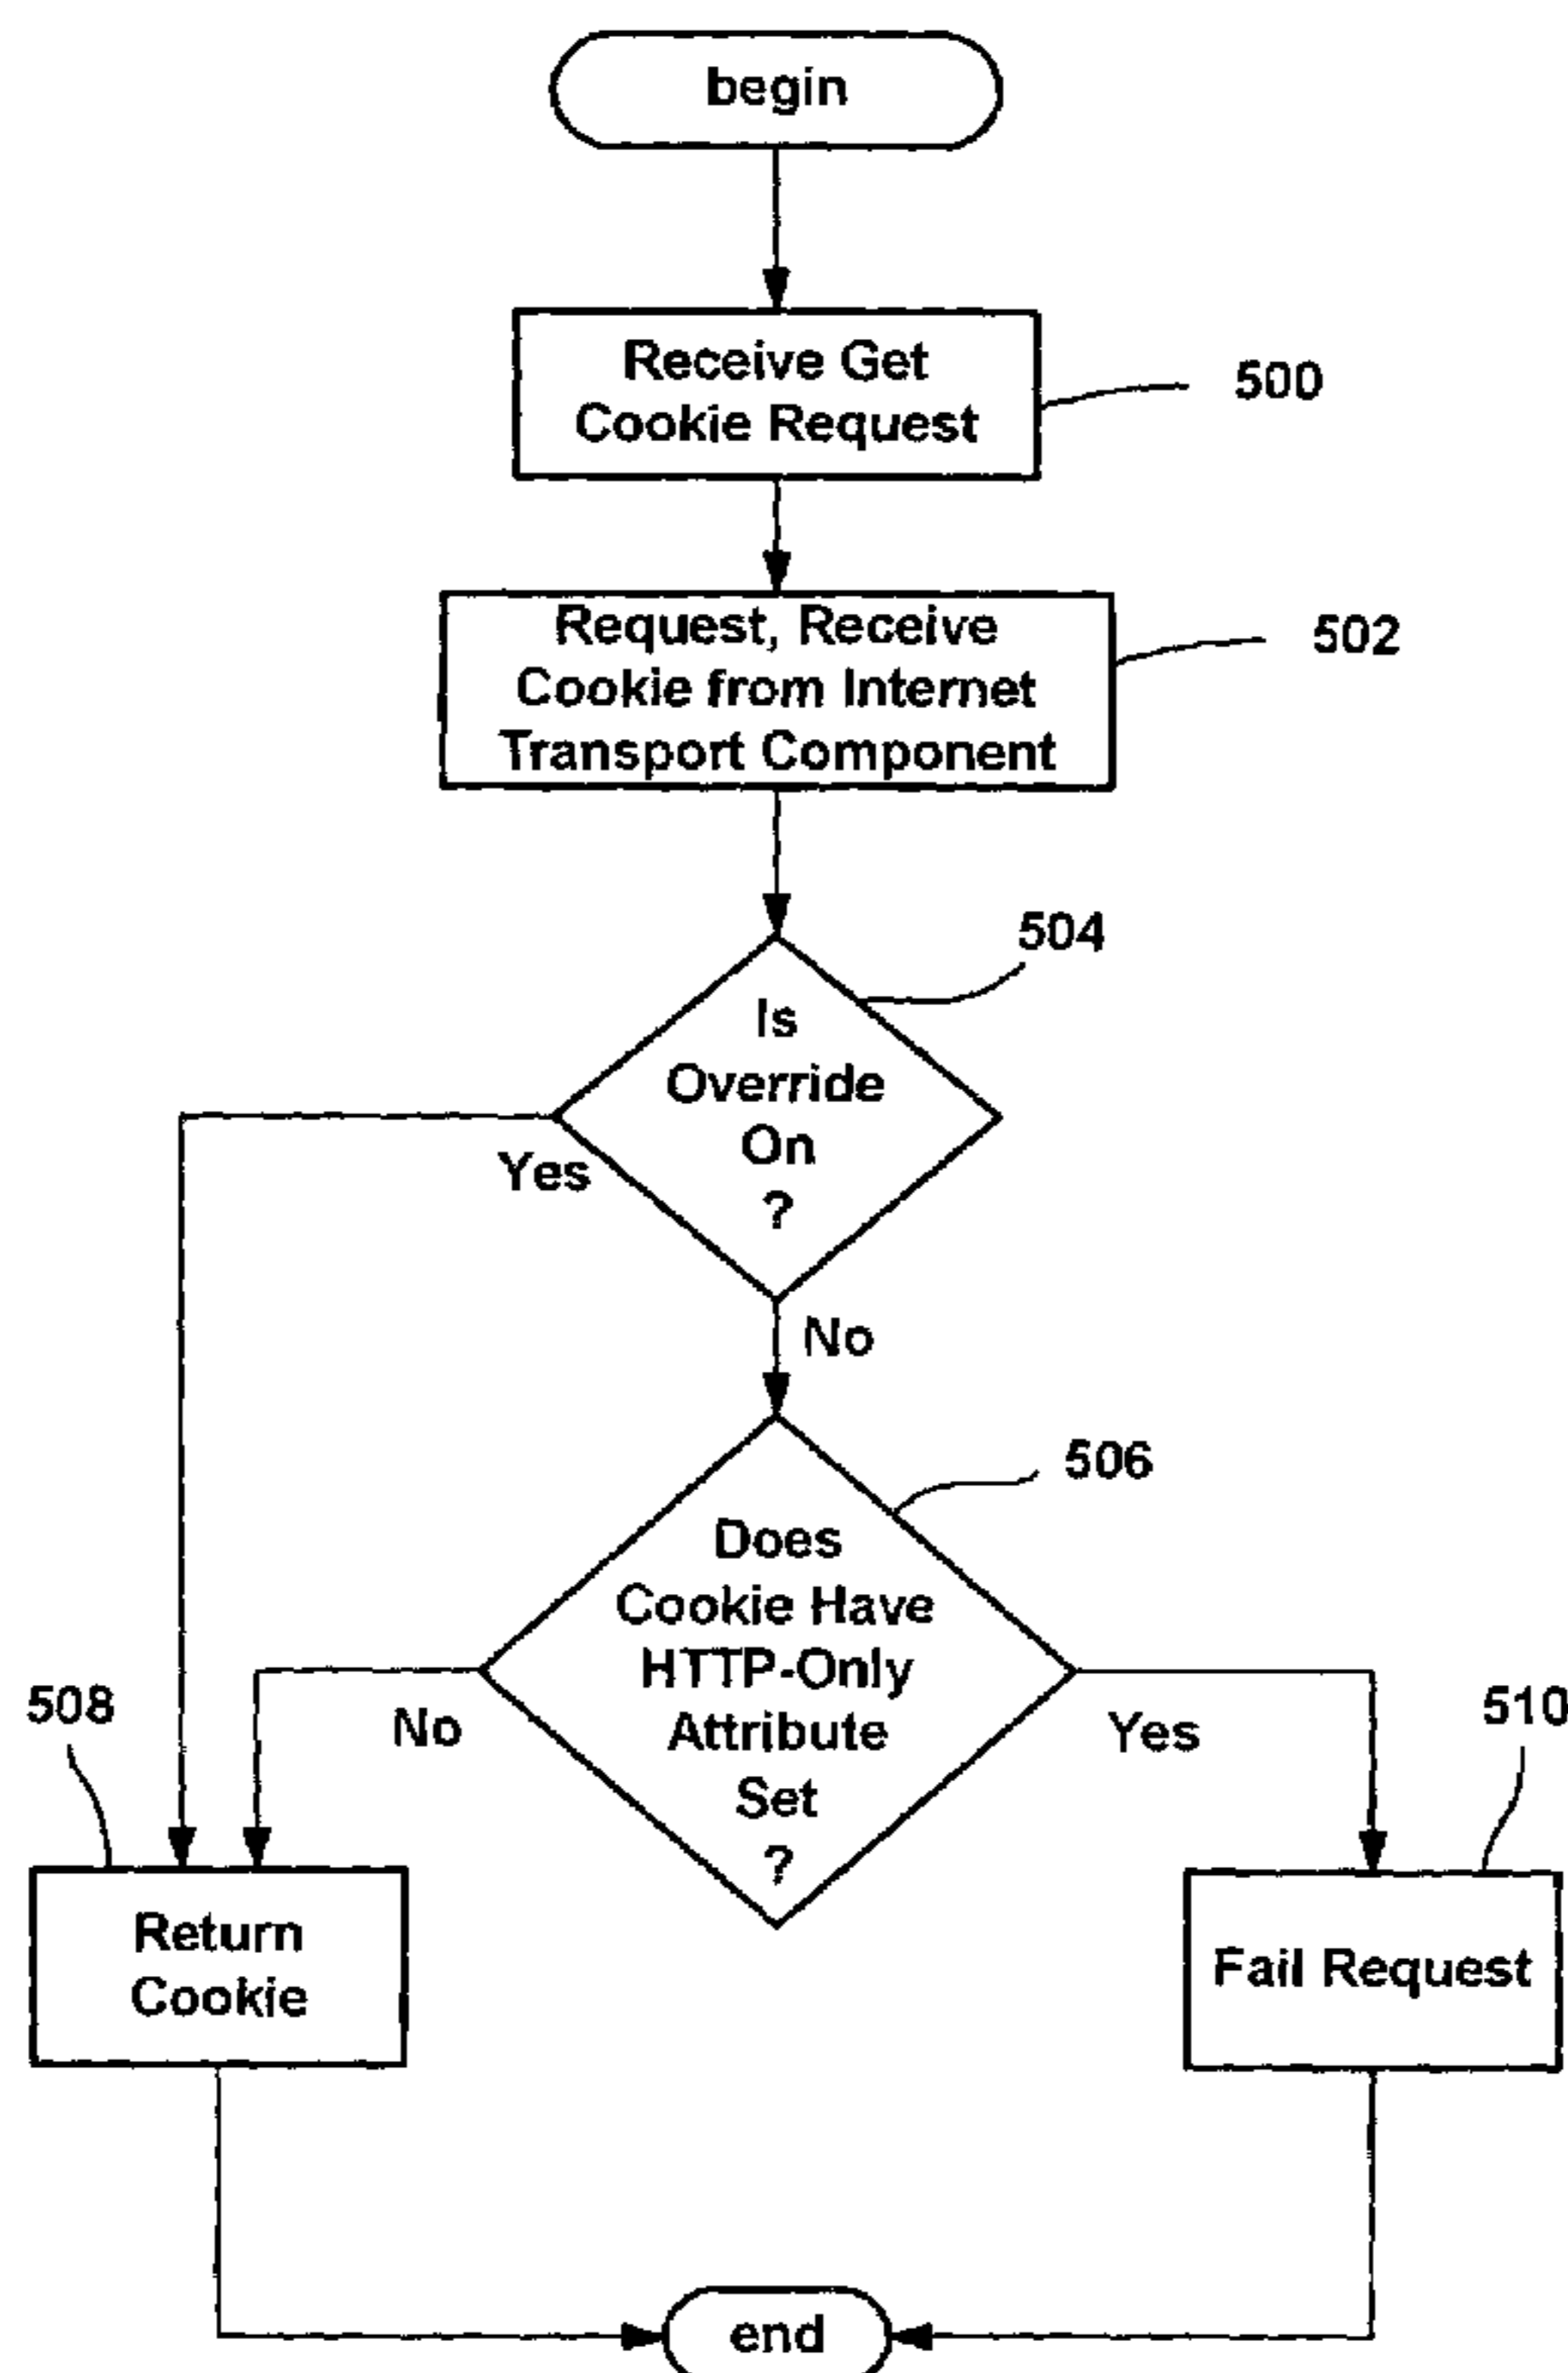 begin
Receive Get
Cookie Request
500
Request, Receive
Cookie from Internet
Transport Component
502
504
Is
Override
On
?
Yes
No
506
Does
Cookie Have
HTTP-Only
Attribute
Set
?
No
Yes
508
510
Return
Cookie
Fail Request
end